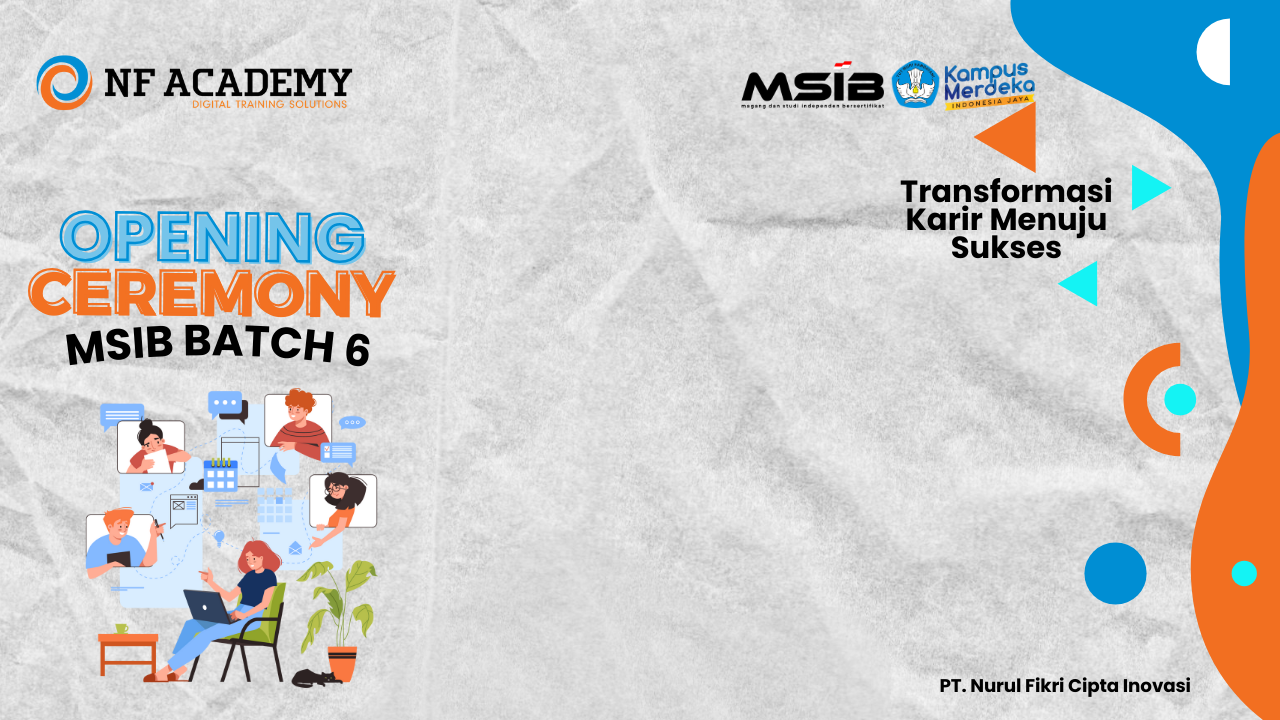 NF ACADEMY
DIGITAL TRAINING SOLUTIONS
MSIB
magang dan studi independen bersertifikat
Kampus
Merdeka
INDONESIA JAYA
Transformasi
Karir Menuju
Sukses
OPENING
CEREMONY
MSIB BATCH 6
PT. Nurul Fikri Cipta Inovasi